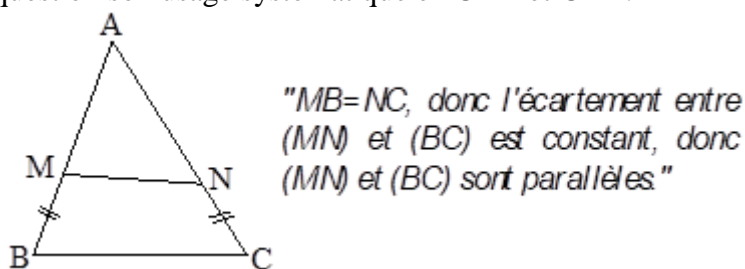 A
"MB=NC, donc l'écartement entre
(MN) et (BC) est constant, donc
(MN) et (BC) sont parallèles."
M
N
B
C